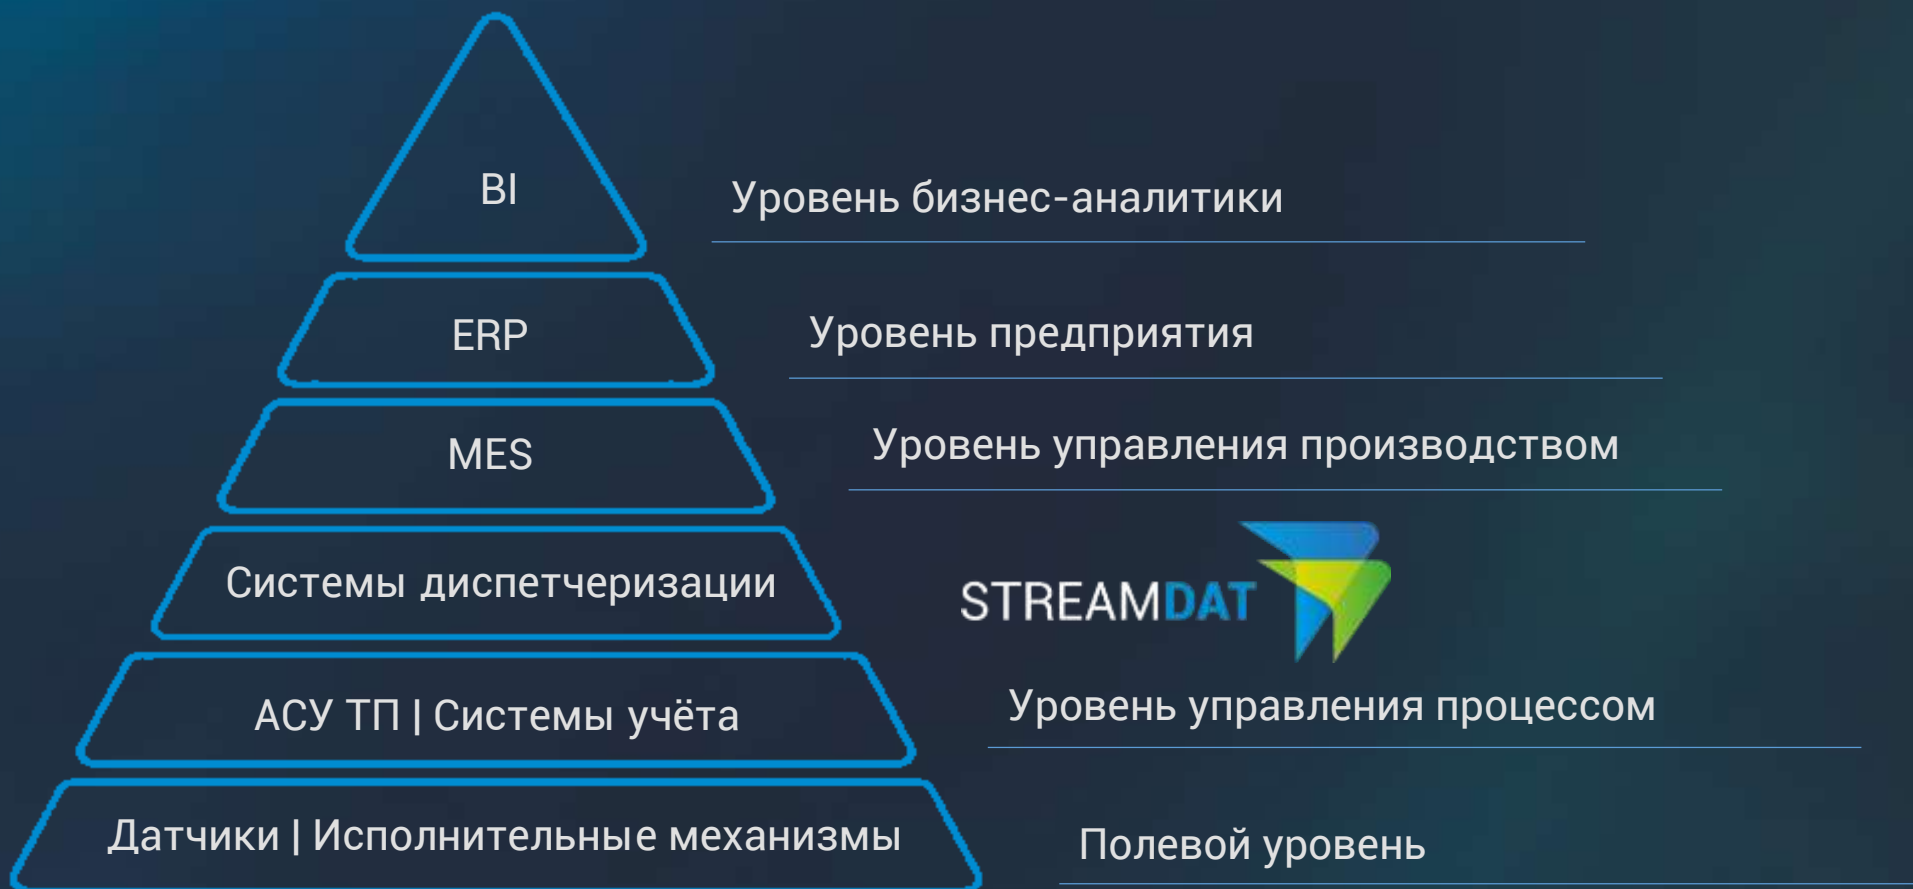 BI
Уровень бизнес-аналитики
ERP
Уровень предприятия
MES
Уровень управления производством
Системы диспетчеризации
STREAMDAT
АСУ ТП | Системы учёта
Уровень управления процессом
Датчики | Исполнительные механизмы
Полевой уровень